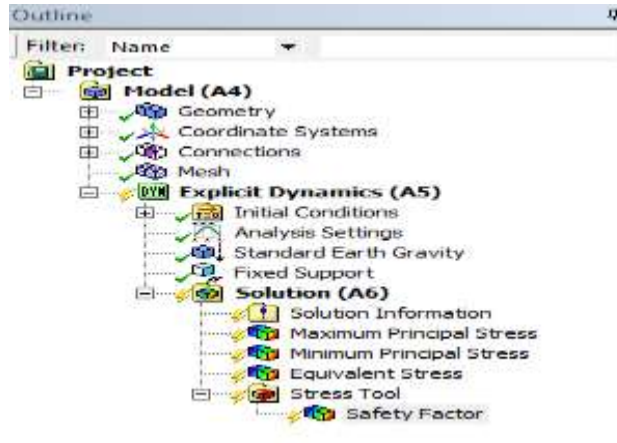 Outline
Filter: Name
Project
Model (A4)
Geometry
Coordinate Systems
Connections
Mesh
DYN Explicit Dynamics (A5)
Initial Conditions
Analysis Settings
Standard Earth Gravity
Fixed Support
Solution (A6)
Solution Information
Maximum Principal Stress
Minimum Principal Stress
Equivalent Stress
Stress Tool
Safety Factor